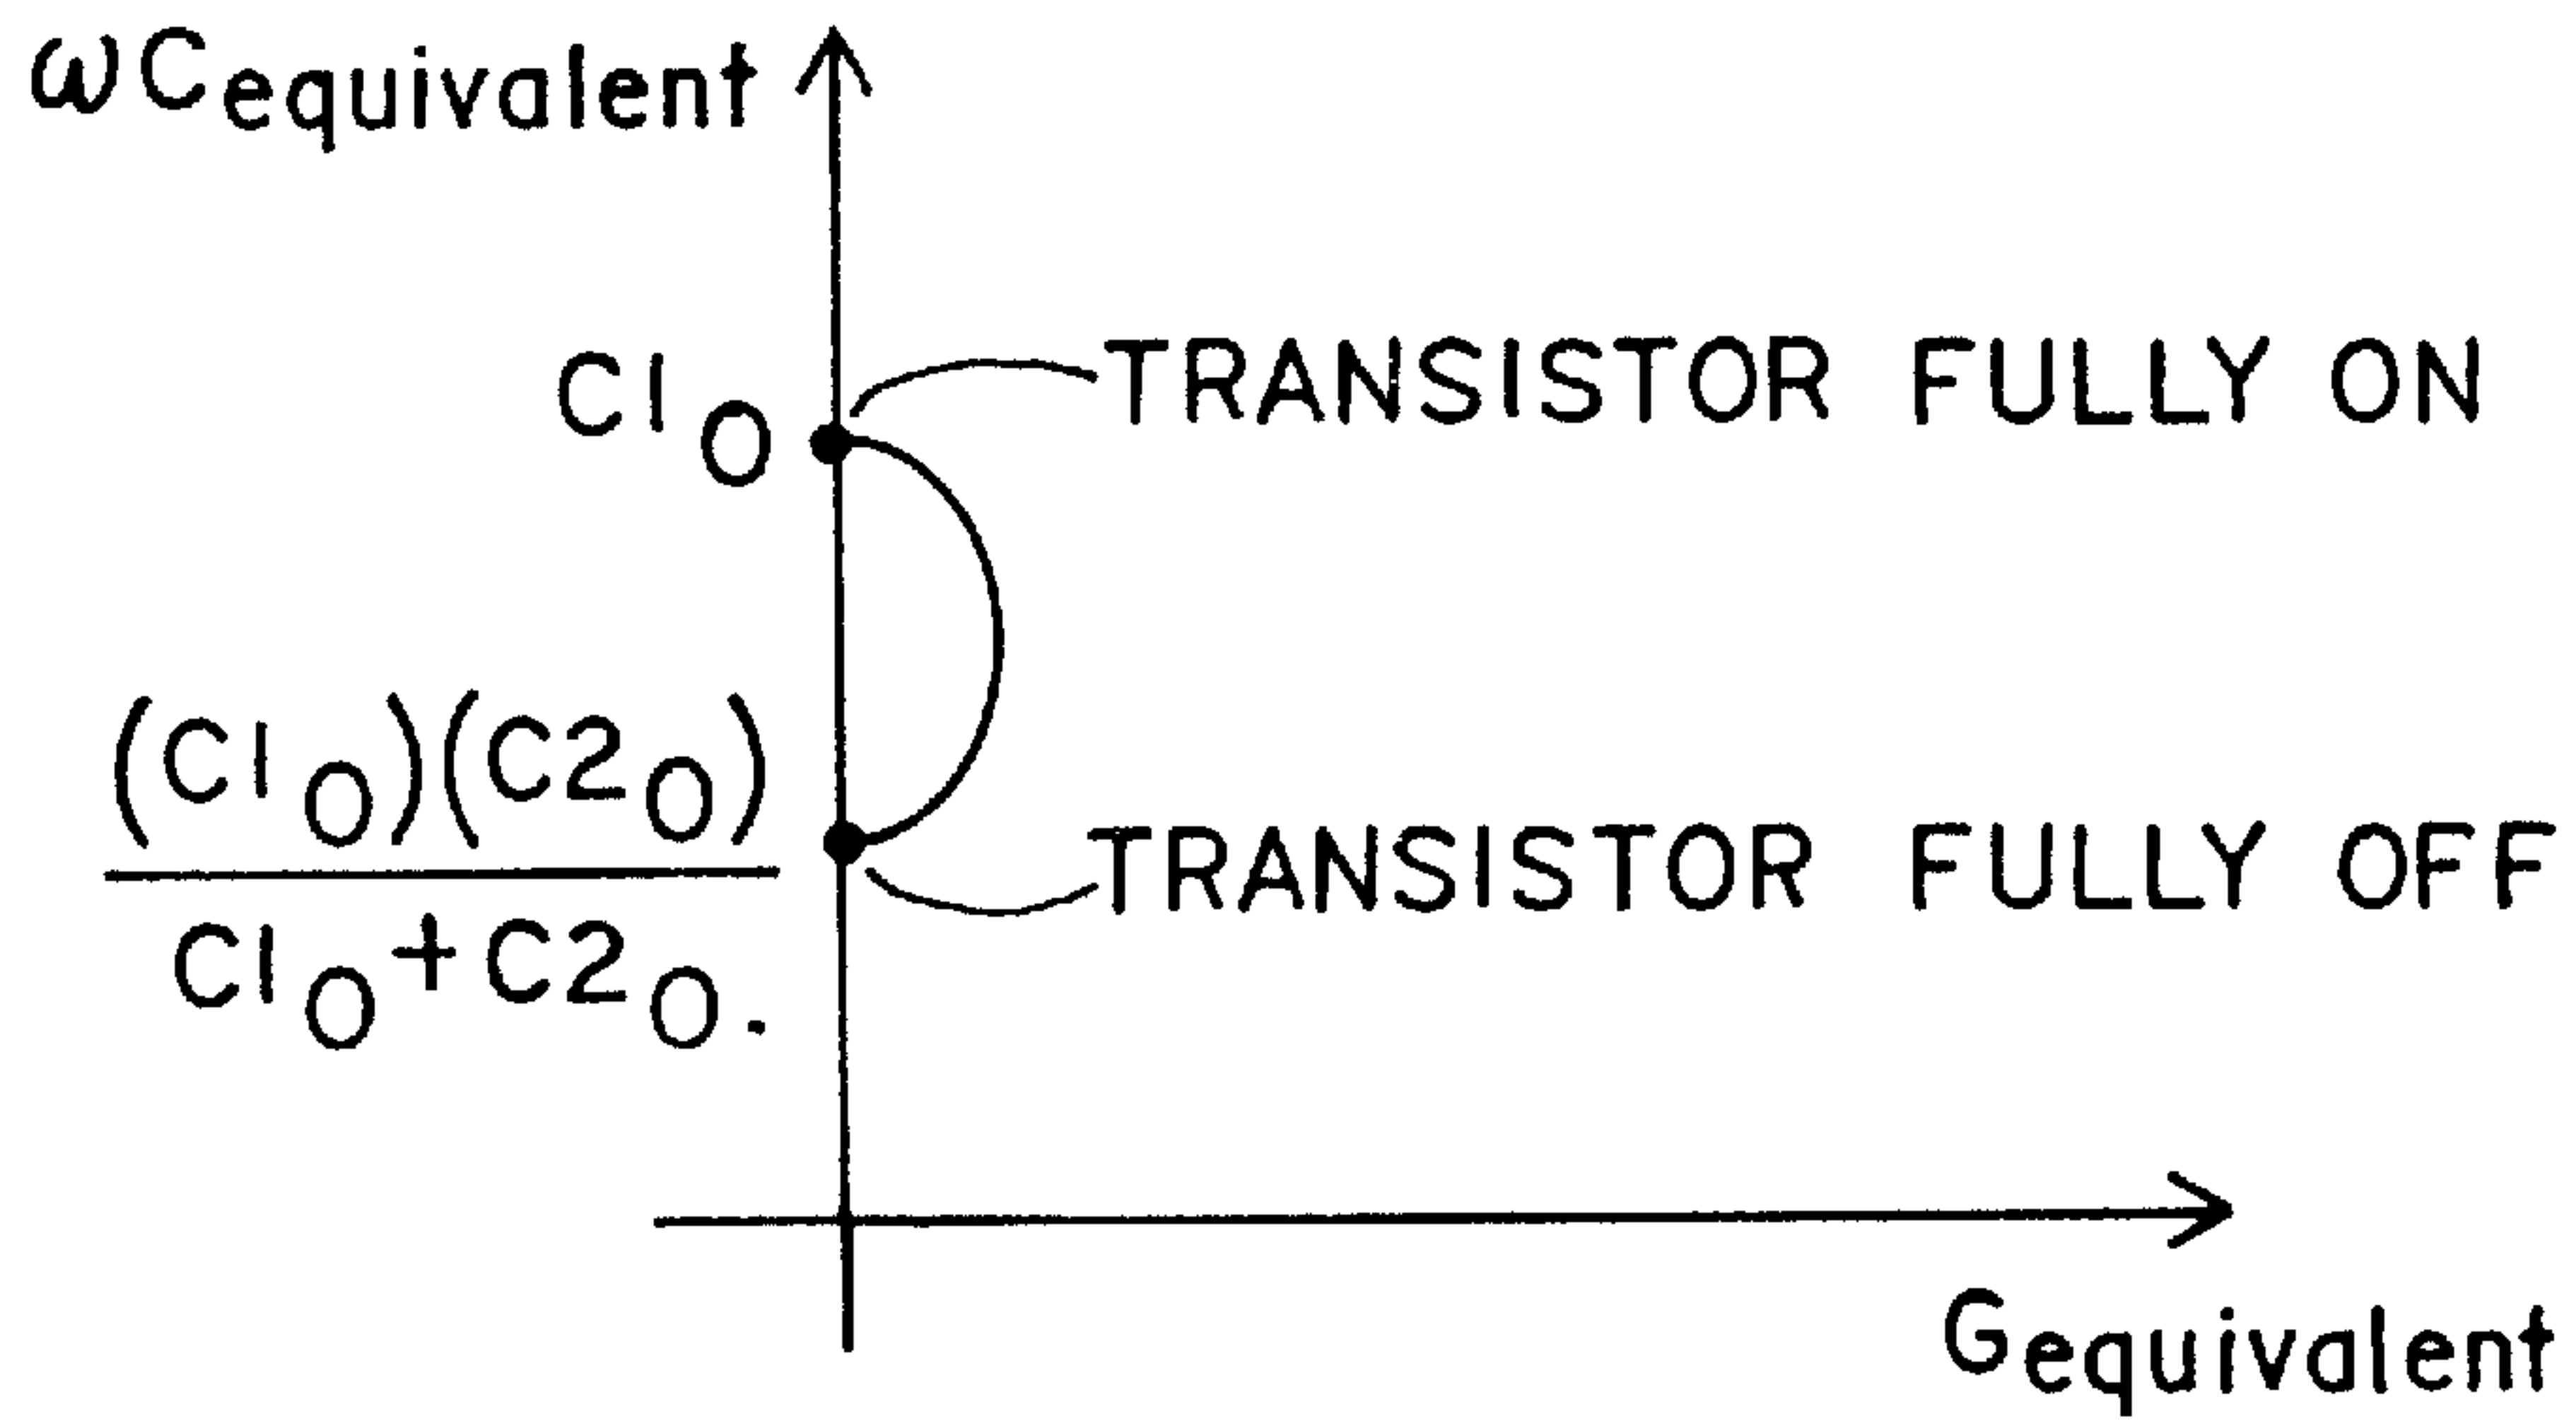 ωCequivalent
C1O
TRANSISTOR FULLY ON
(C1O)(C2O)
C1O+C2O.
TRANSISTOR FULLY OFF
Gequivalent